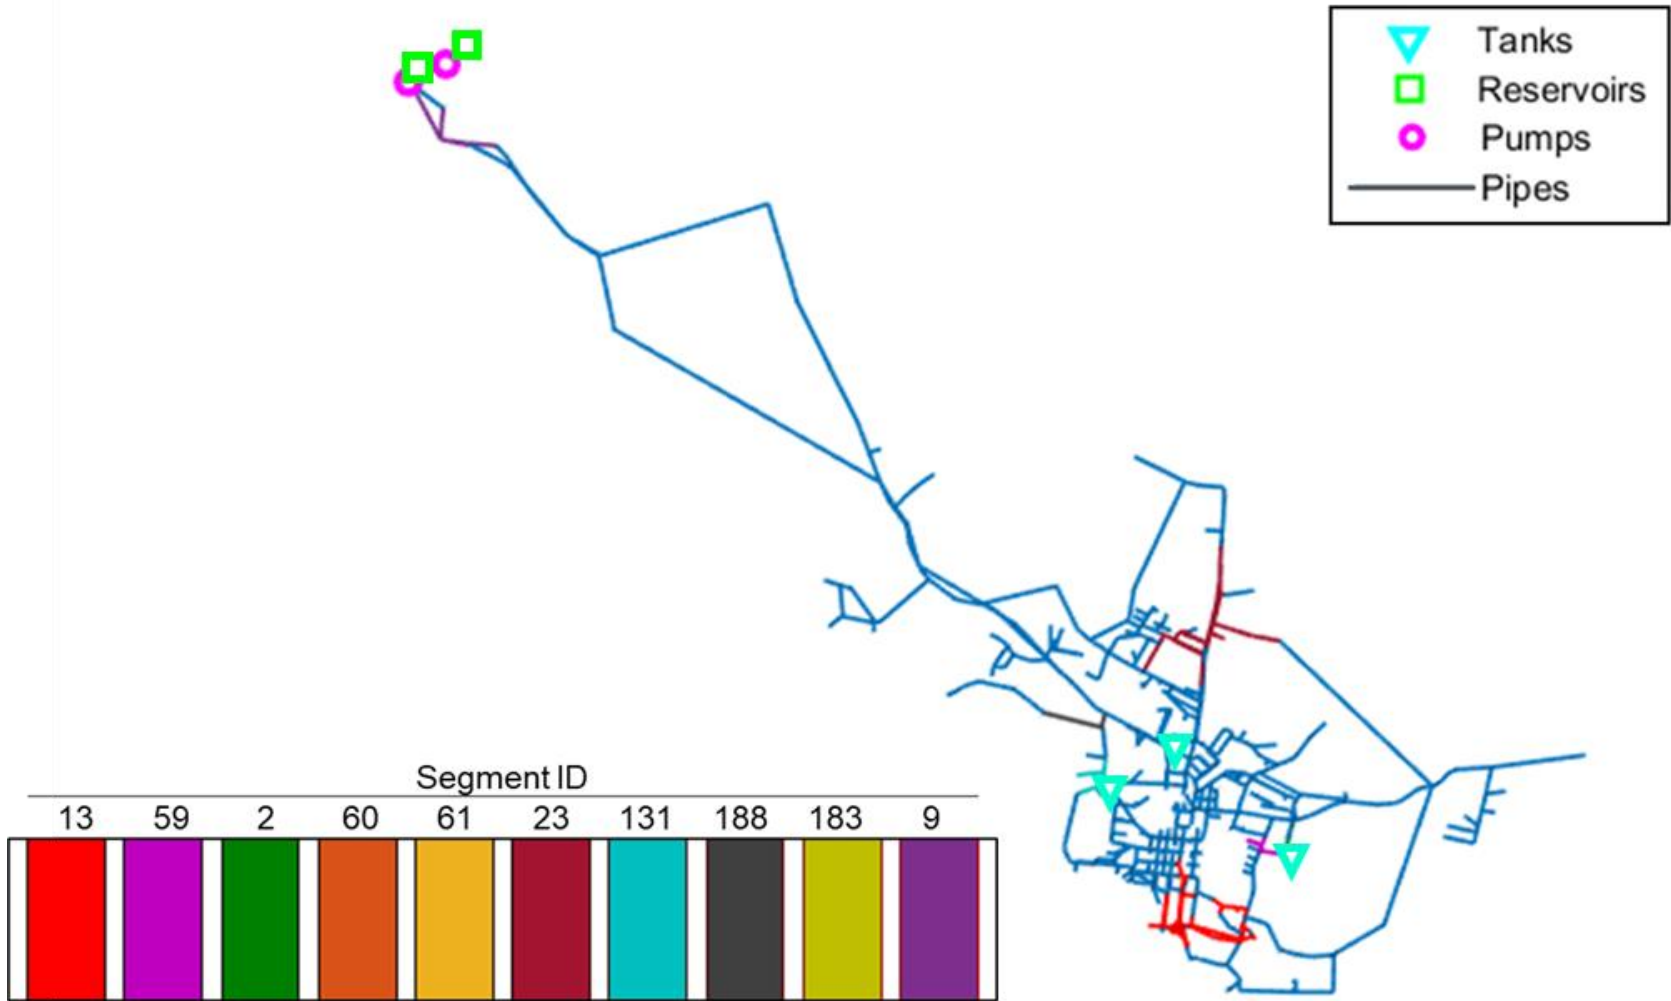 Tanks
Reservoirs
Pumps
Pipes
Segment ID
13 59 2 60 61 23 131 188 183 9